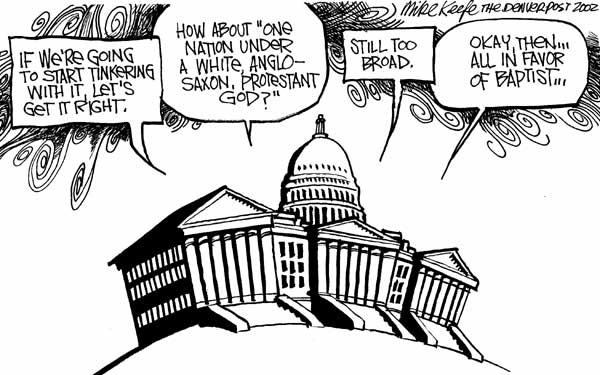 Mike Keefe THE DENVER POST 2002
IF WE'RE GOING
TO START TINKERING
WITH IT, LET'S
GET IT RIGHT.
HOW ABOUT "ONE
NATION UNDER
A WHITE, ANGLO-
SAXON, PROTESTANT
GOD?"
STILL TOO
BROAD.
OKAY, THEN...
ALL IN FAVOR
OF BAPTIST...